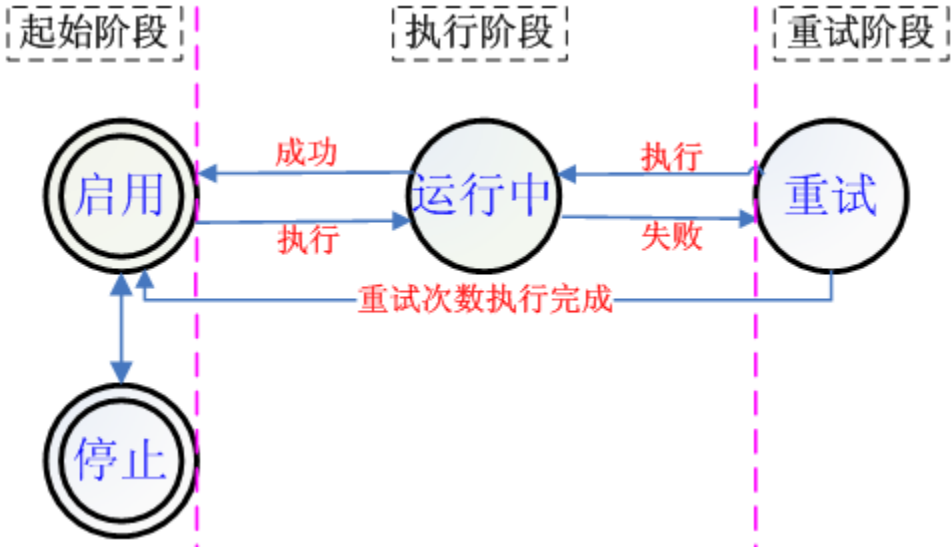 起始阶段
执行阶段
重试阶段
成功
执行
启用
运行中
重试
执行
失败
重试次数执行完成
停止